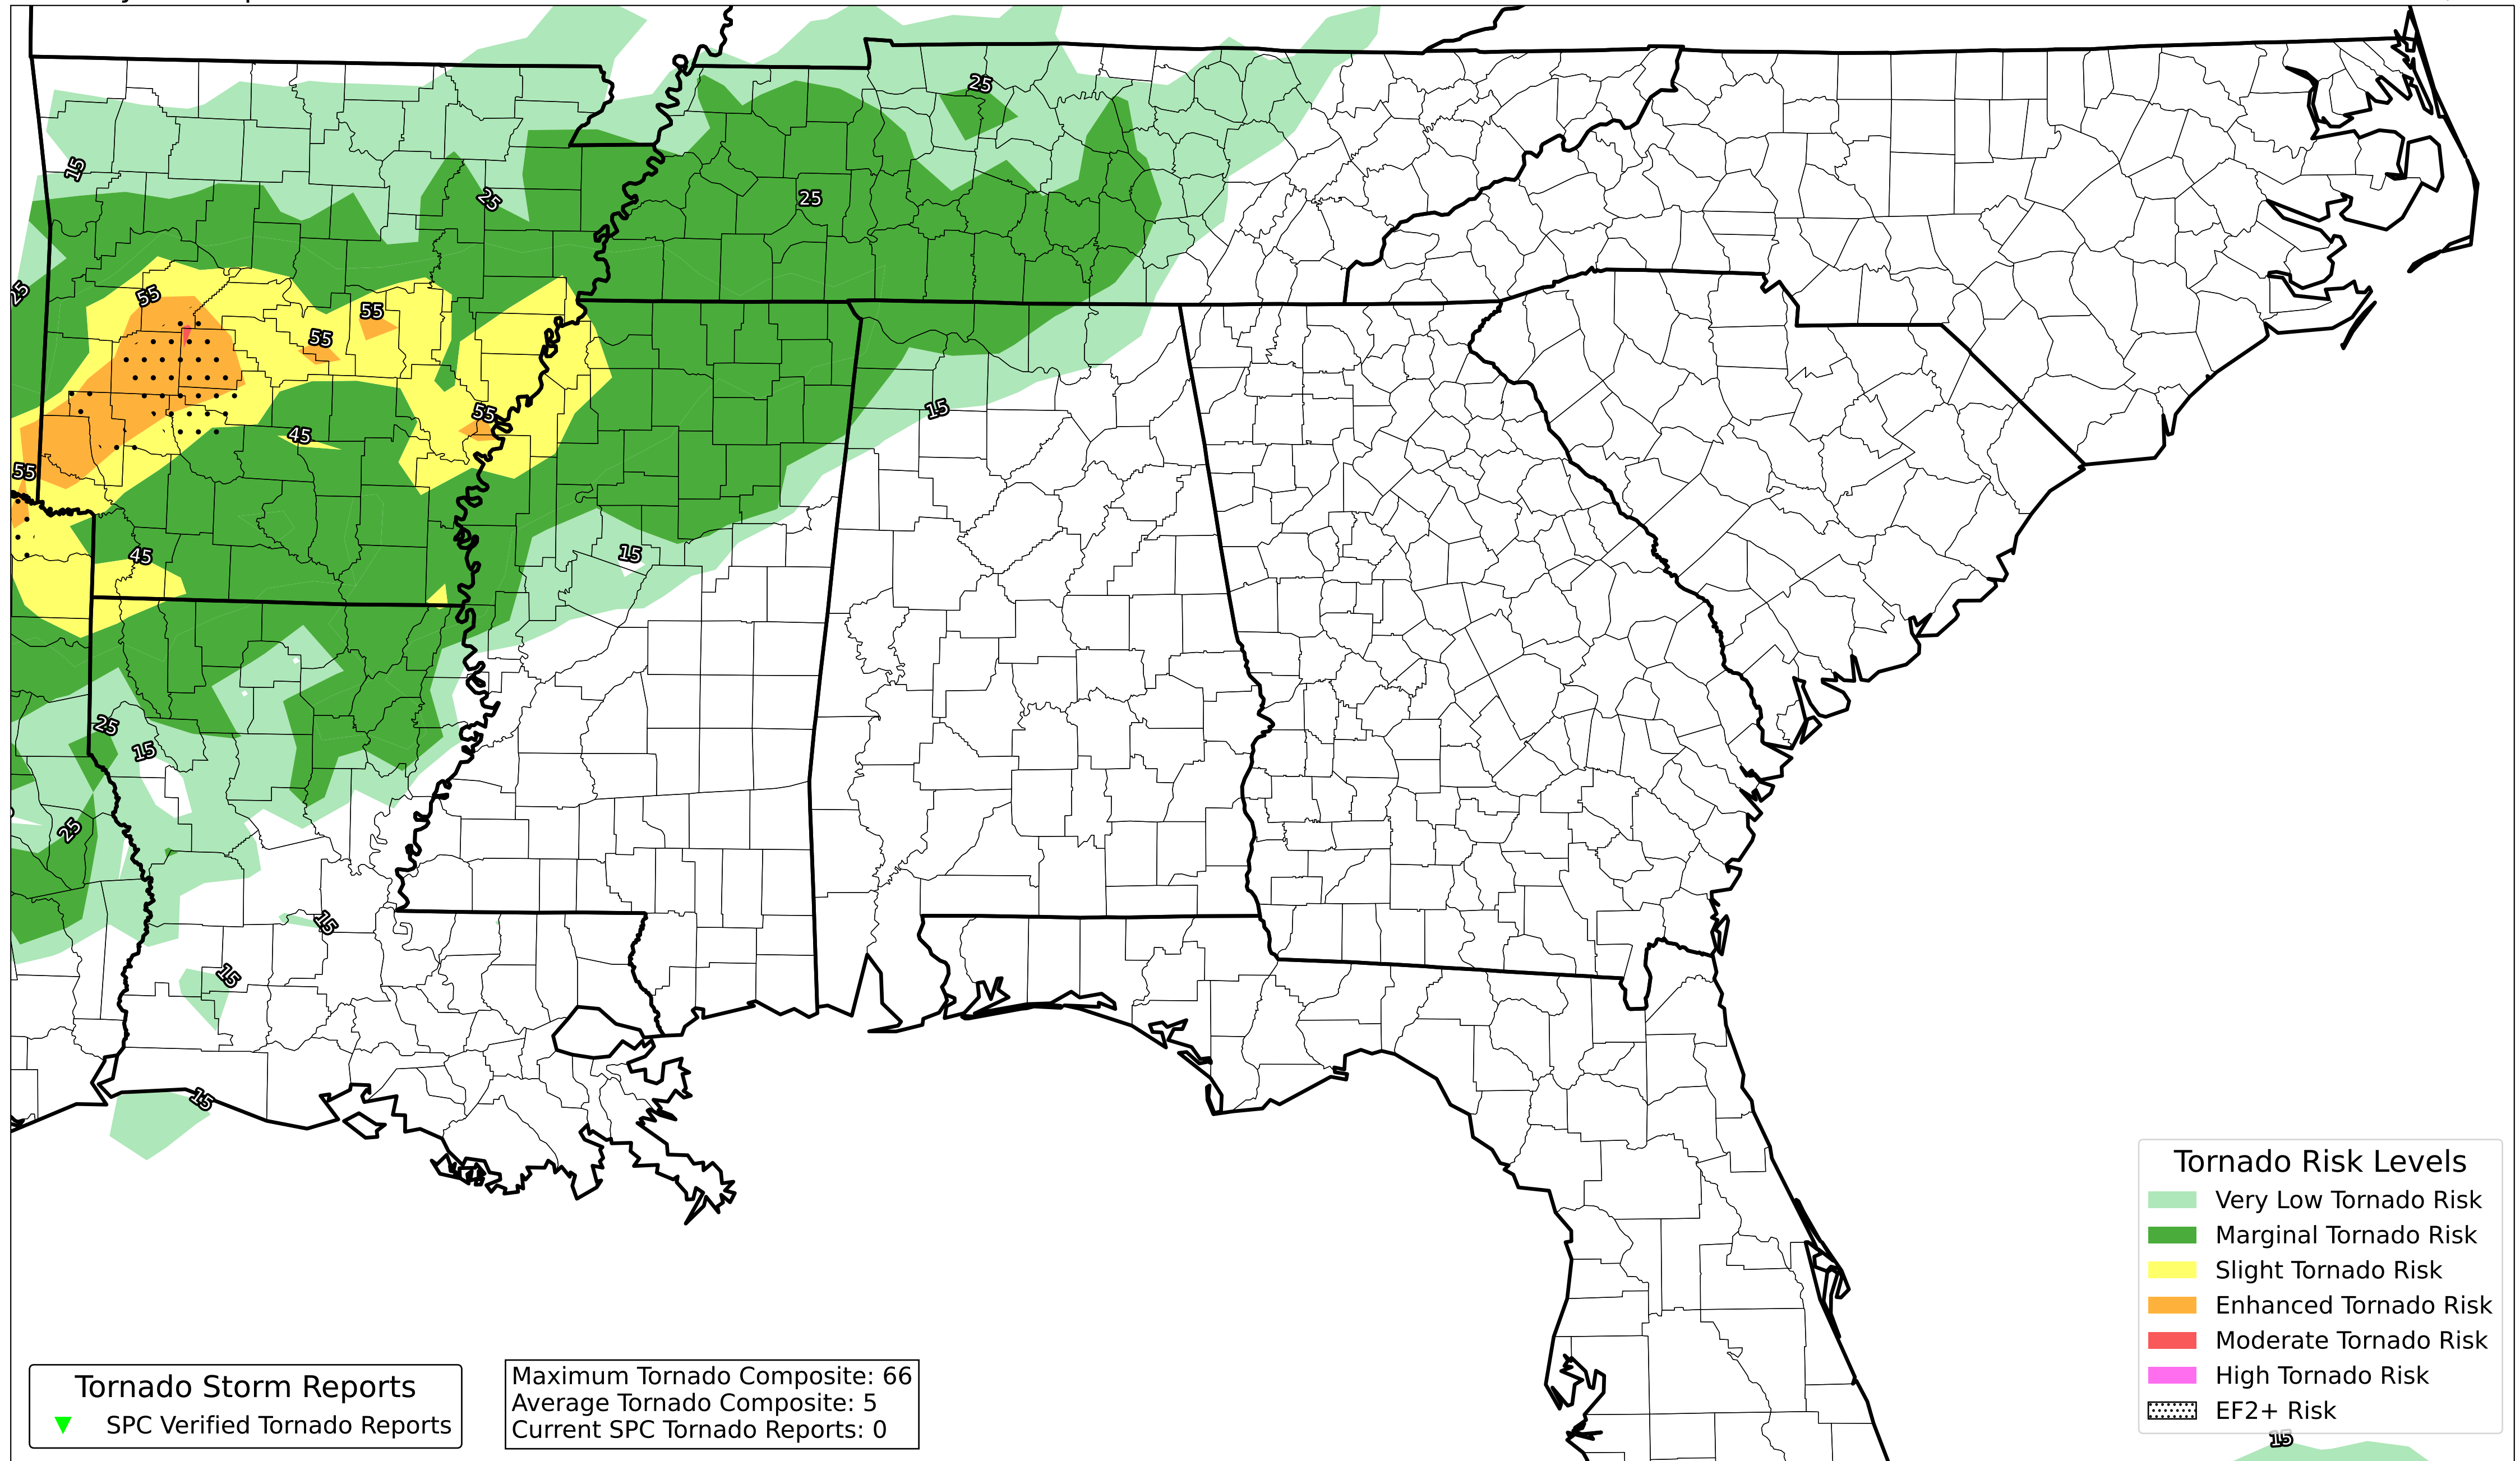 25
15
25
25
25
55
55
55
55
45
15
55
45
15
25
15
25
15
15
15
15
Tornado Risk Levels
Very Low Tornado Risk
Marginal Tornado Risk
Slight Tornado Risk
Enhanced Tornado Risk
Moderate Tornado Risk
High Tornado Risk
EF2+ Risk
Tornado Storm Reports
SPC Verified Tornado Reports
Maximum Tornado Composite: 66
Average Tornado Composite: 5
Current SPC Tornado Reports: 0